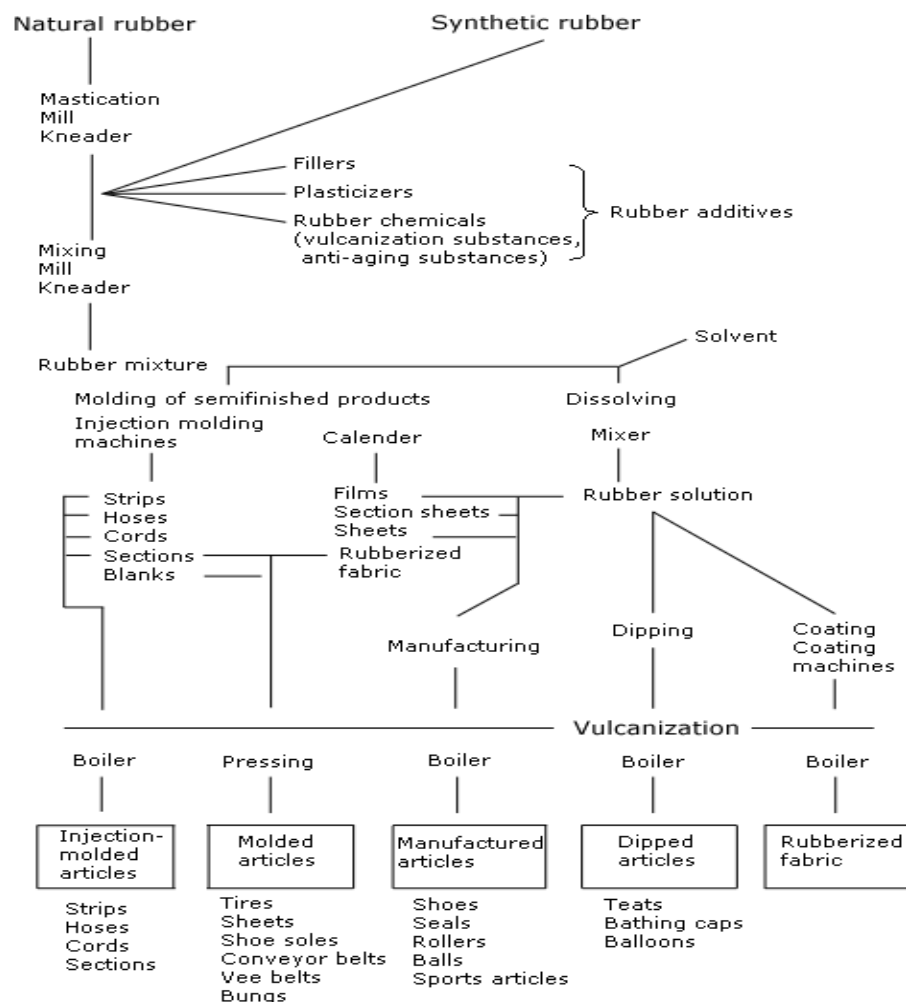 Natural rubber
Synthetic rubber
Mastication
Mill
Kneader
Fillers
Plasticizers
Rubber chemicals
(vulcanization substances,
anti-aging substances)
Rubber additives
Mixing
Mill
Kneader
Solvent
Rubber mixture
Molding of semifinished products
Dissolving
Injection molding
machines
Calender
Mixer
Strips
Hoses
Cords
Sections
Blanks
Films
Section sheets
Sheets
Rubberized
fabric
Rubber solution
Manufacturing
Dipping
Coating
Coating
machines
Vulcanization
Boiler
Pressing
Boiler
Boiler
Boiler
Injection-
molded
articles
Molded
articles
Manufactured
articles
Dipped
articles
Rubberized
fabric
Strips
Hoses
Cords
Sections
Tires
Sheets
Shoe soles
Conveyor belts
Vee belts
Bungs
Shoes
Seals
Rollers
Balls
Sports articles
Teats
Bathing caps
Balloons